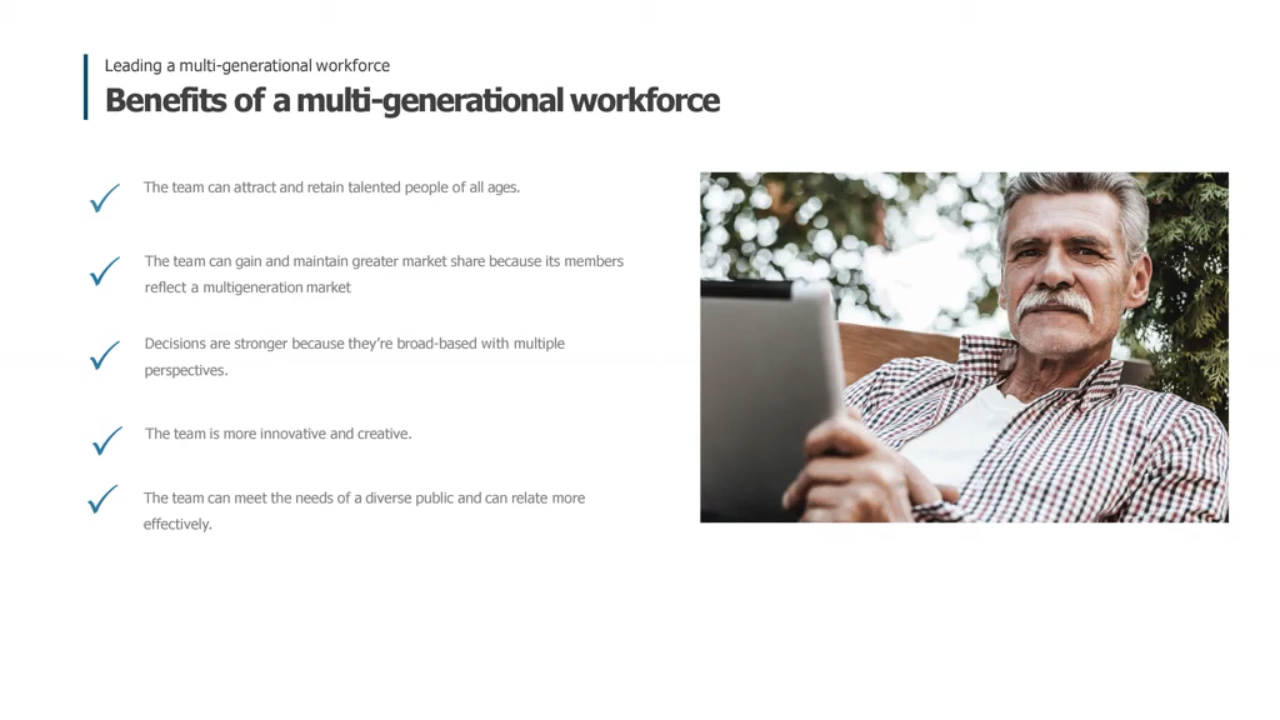 Leading a multi-generational workforce
Benefits of a multi-generational workforce
The team can attract and retain talented people of all ages.
The team can gain and maintain greater market share because its members
reflect a multigeneration market
Decisions are stronger because they’re broad-based with multiple
perspectives.
The team is more innovative and creative.
The team can meet the needs of a diverse public and can relate more
effectively.